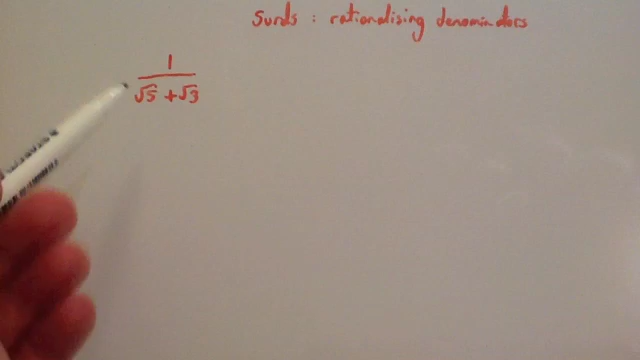 Surds : rationalising denominators
1
√5 + √3